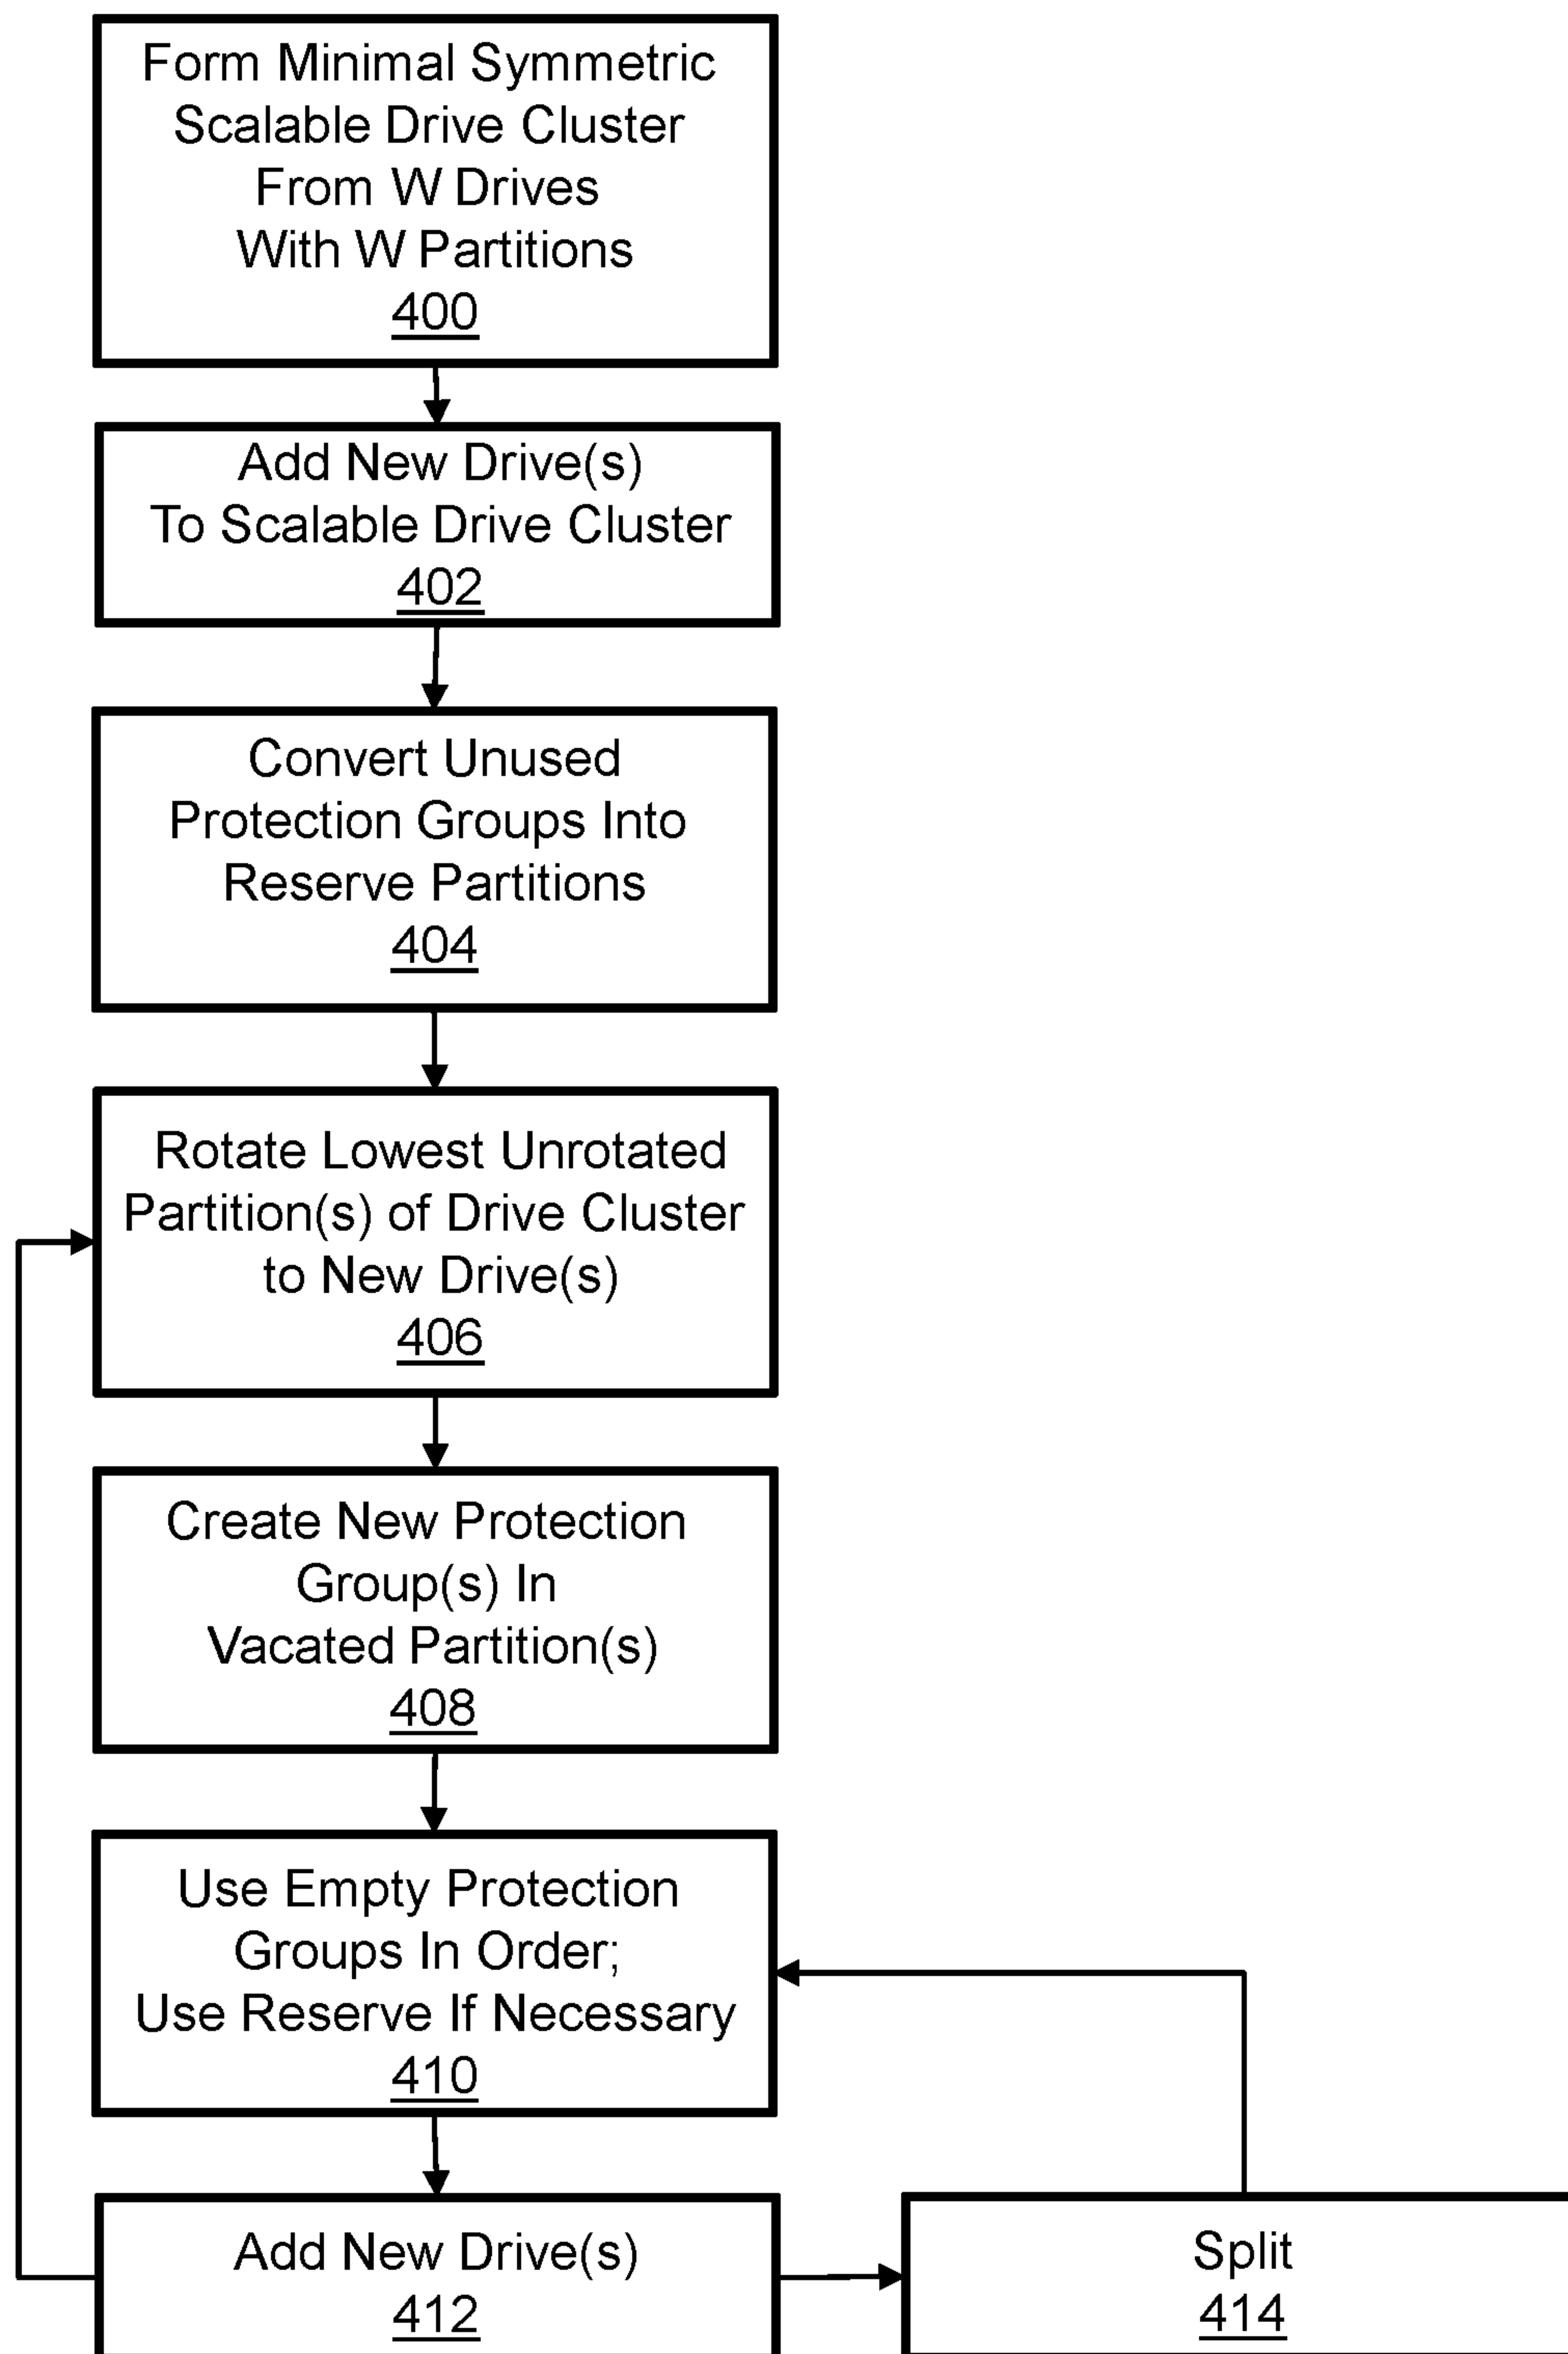 Form Minimal Symmetric
Scalable Drive Cluster
From W Drives
With W Partitions
400
Add New Drive(s)
To Scalable Drive Cluster
402
Convert Unused
Protection Groups Into
Reserve Partitions
404
Rotate Lowest Unrotated
Partition(s) of Drive Cluster
to New Drive(s)
406
Create New Protection
Group(s) In
Vacated Partition(s)
408
Use Empty Protection
Groups In Order;
Use Reserve If Necessary
410
Add New Drive(s)
412
Split
414